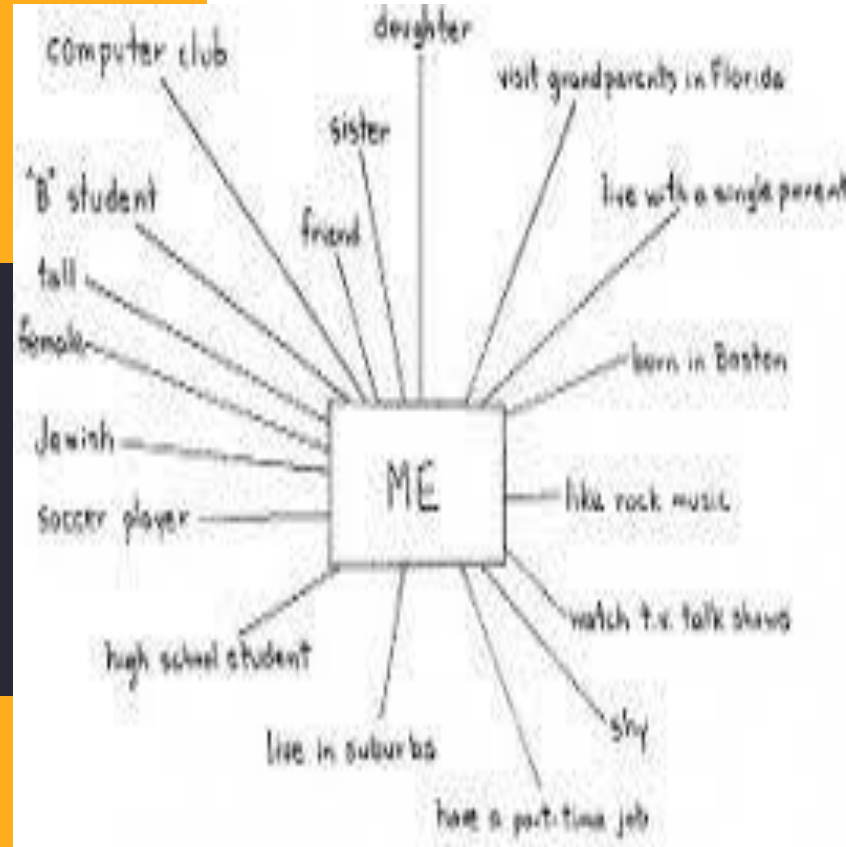 daughter
computer club
visit grandparents in Florida
sister
"B" student
live with a single parent
friend
tall
female
born in Boston
Jewish
ME
like rock music
soccer player
watch t.v. talk shows
high school student
shy
live in suburbs
have a part-time job